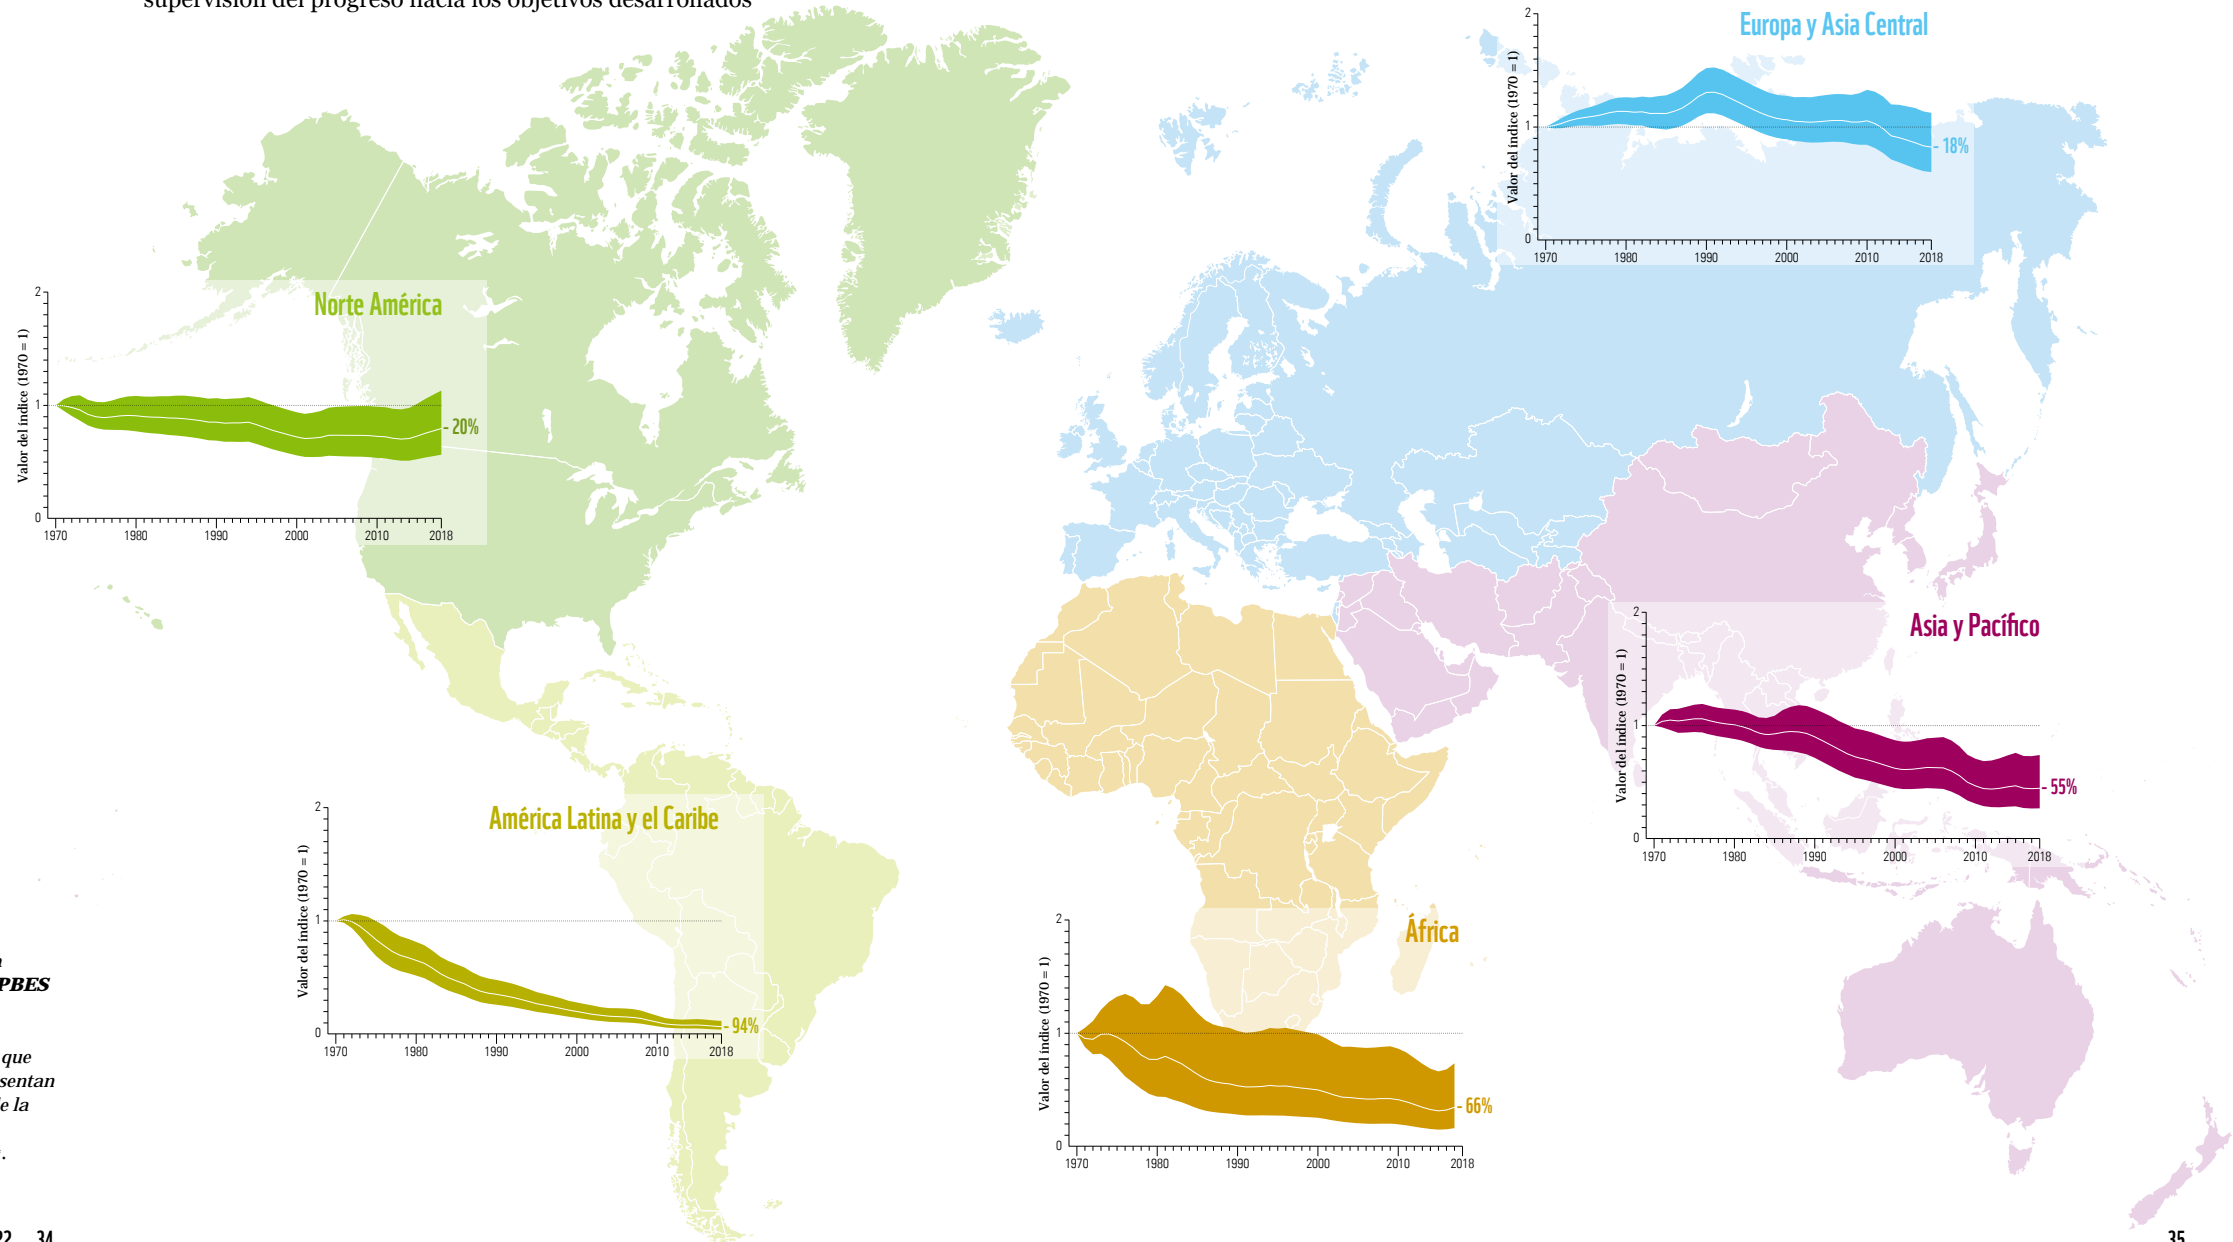 supervisión del progreso hacia los objetivos desarrollados
Europa y Asia Central
Valor del índice (1970 = 1)
2
1
0
- 18%
1970 1980 1990 2000 2010 2018
Norte América
Valor del índice (1970 = 1)
2
1
0
- 20%
1970 1980 1990 2000 2010 2018
Asia y Pacífico
Valor del índice (1970 = 1)
2
1
0
- 55%
1970 1980 1990 2000 2010 2018
América Latina y el Caribe
Valor del índice (1970 = 1)
2
1
0
- 94%
1970 1980 1990 2000 2010 2018
África
Valor del índice (1970 = 1)
2
1
0
- 66%
1970 1980 1990 2000 2010 2018
PBES
que
sentan
e la
.
34
35